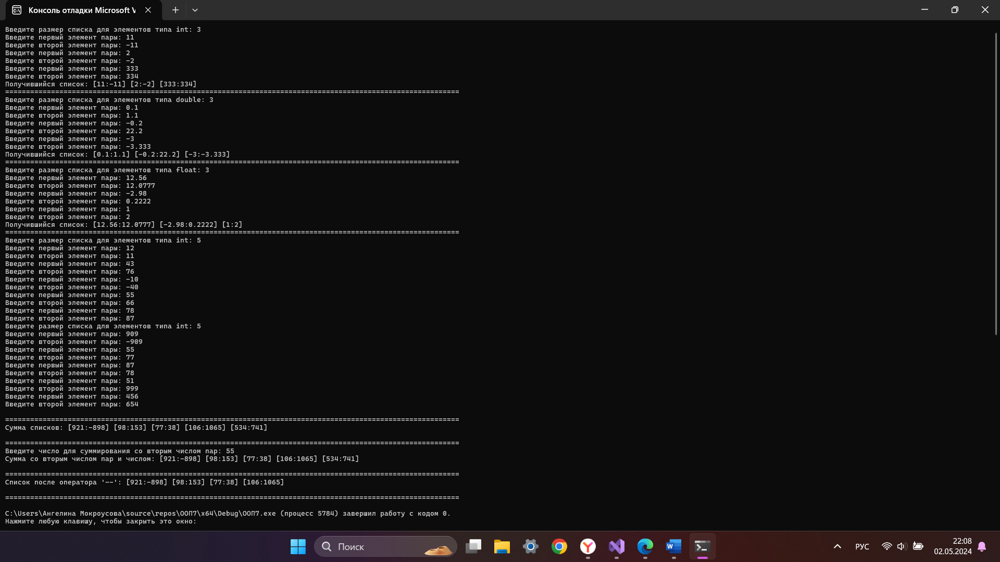 Консоль отладки Microsoft V
Введите размер списка для элементов типа int: 3
Введите первый элемент пары: 11
Введите второй элемент пары: -11
Введите первый элемент пары: 2
Введите второй элемент пары: -2
Введите первый элемент пары: 333
Введите второй элемент пары: 334
Получившийся список: [11:-11] [2:-2] [333:334]
=============================================================================================================
Введите размер списка для элементов типа double: 3
Введите первый элемент пары: 0.1
Введите второй элемент пары: 1.1
Введите первый элемент пары: -0.2
Введите второй элемент пары: 22.2
Введите первый элемент пары: -3
Введите второй элемент пары: -3.333
Получившийся список: [0.1:1.1] [-0.2:22.2] [-3:-3.333]
=============================================================================================================
Введите размер списка для элементов типа float: 3
Введите первый элемент пары: 12.56
Введите второй элемент пары: 12.0777
Введите первый элемент пары: -2.98
Введите второй элемент пары: 0.2222
Введите первый элемент пары: 1
Введите второй элемент пары: 2
Получившийся список: [12.56:12.0777] [-2.98:0.2222] [1:2]
=============================================================================================================
Введите размер списка для элементов типа int: 5
Введите первый элемент пары: 12
Введите второй элемент пары: 11
Введите первый элемент пары: 43
Введите второй элемент пары: 76
Введите первый элемент пары: -10
Введите второй элемент пары: -40
Введите первый элемент пары: 55
Введите второй элемент пары: 66
Введите первый элемент пары: 78
Введите второй элемент пары: 87
Введите размер списка для элементов типа int: 5
Введите первый элемент пары: 909
Введите второй элемент пары: -909
Введите первый элемент пары: 55
Введите второй элемент пары: 77
Введите первый элемент пары: 87
Введите второй элемент пары: 78
Введите первый элемент пары: 51
Введите второй элемент пары: 999
Введите первый элемент пары: 456
Введите второй элемент пары: 654
=============================================================================================================
Сумма списков: [921:-898] [98:153] [77:38] [106:1065] [534:741]
=============================================================================================================
Введите число для суммирования со вторым числом пар: 55
Сумма со вторым числом пар и числом: [921:-898] [98:153] [77:38] [106:1065] [534:741]
=============================================================================================================
Список после оператора '--': [921:-898] [98:153] [77:38] [106:1065]
=============================================================================================================
C:\Users\Ангелина Мокроусова\source\repos\ООП7\x64\Debug\ООП7.exe (процесс 5784) завершил работу с кодом 0.
Нажмите любую клавишу, чтобы закрыть это окно:
Поиск
РУС
22:08
02.05.2024